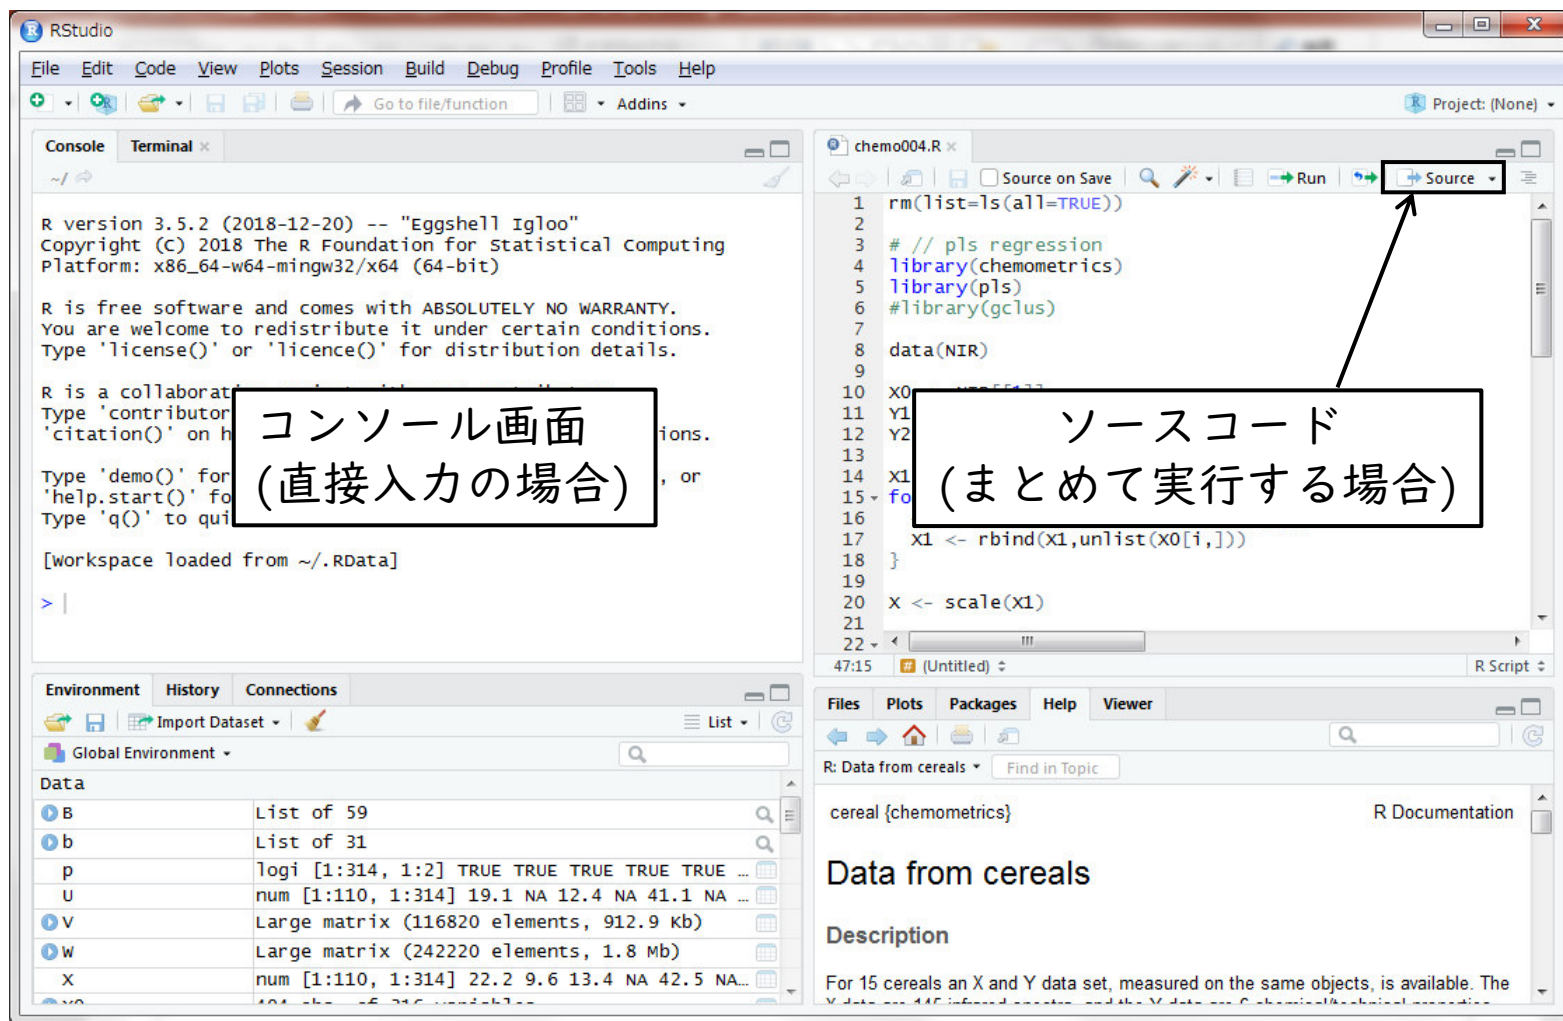 RStudio
File Edit Code View Plots Session Build Debug Profile Tools Help
Go to file/function Addins Project: (None)
Console Terminal
~/
R version 3.5.2 (2018-12-20) -- "Eggshell Igloo"
Copyright (C) 2018 The R Foundation for Statistical Computing
Platform: x86_64-w64-mingw32/x64 (64-bit)
R is free software and comes with ABSOLUTELY NO WARRANTY.
You are welcome to redistribute it under certain conditions.
Type 'license()' or 'licence()' for distribution details.
R is a
Type 'contributor
'citation()' on ions.
Type 'demo()' for , or
'help.start()'
Type 'q()' to
[Workspace loaded from ~/.RData]
>
コンソール画面
(直接入力の場合)
chemo004.R
Source on Save Run Source
1 rm(list=ls(all=TRUE))
2
3 # // pls regression
4 library(chemometrics)
5 library(pls)
6 #library(gclus)
7
8 data(NIR)
9
10 X0
11 Y1
12 Y2
13
14 X1
15 fo
16
17 X1 <- rbind(X1,unlist(X0[i,]))
18 }
19
20 X <- scale(X1)
21
22
ソースコード
(まとめて実行する場合)
47:15 # (Untitled) R Script
Environment History Connections
Import Dataset List
Global Environment
Data
B List of 59
b List of 31
p logi [1:314, 1:2] TRUE TRUE TRUE TRUE TRUE …
U num [1:110, 1:314] 19.1 NA 12.4 NA 41.1 NA …
V Large matrix (116820 elements, 912.9 Kb)
W Large matrix (242220 elements, 1.8 Mb)
X num [1:110, 1:314] 22.2 9.6 13.4 NA 42.5 NA…
Files Plots Packages Help Viewer
R: Data from cereals Find in Topic
cereal {chemometrics} R Documentation
Data from cereals
Description
For 15 cereals an X and Y data set, measured on the same objects, is available. The